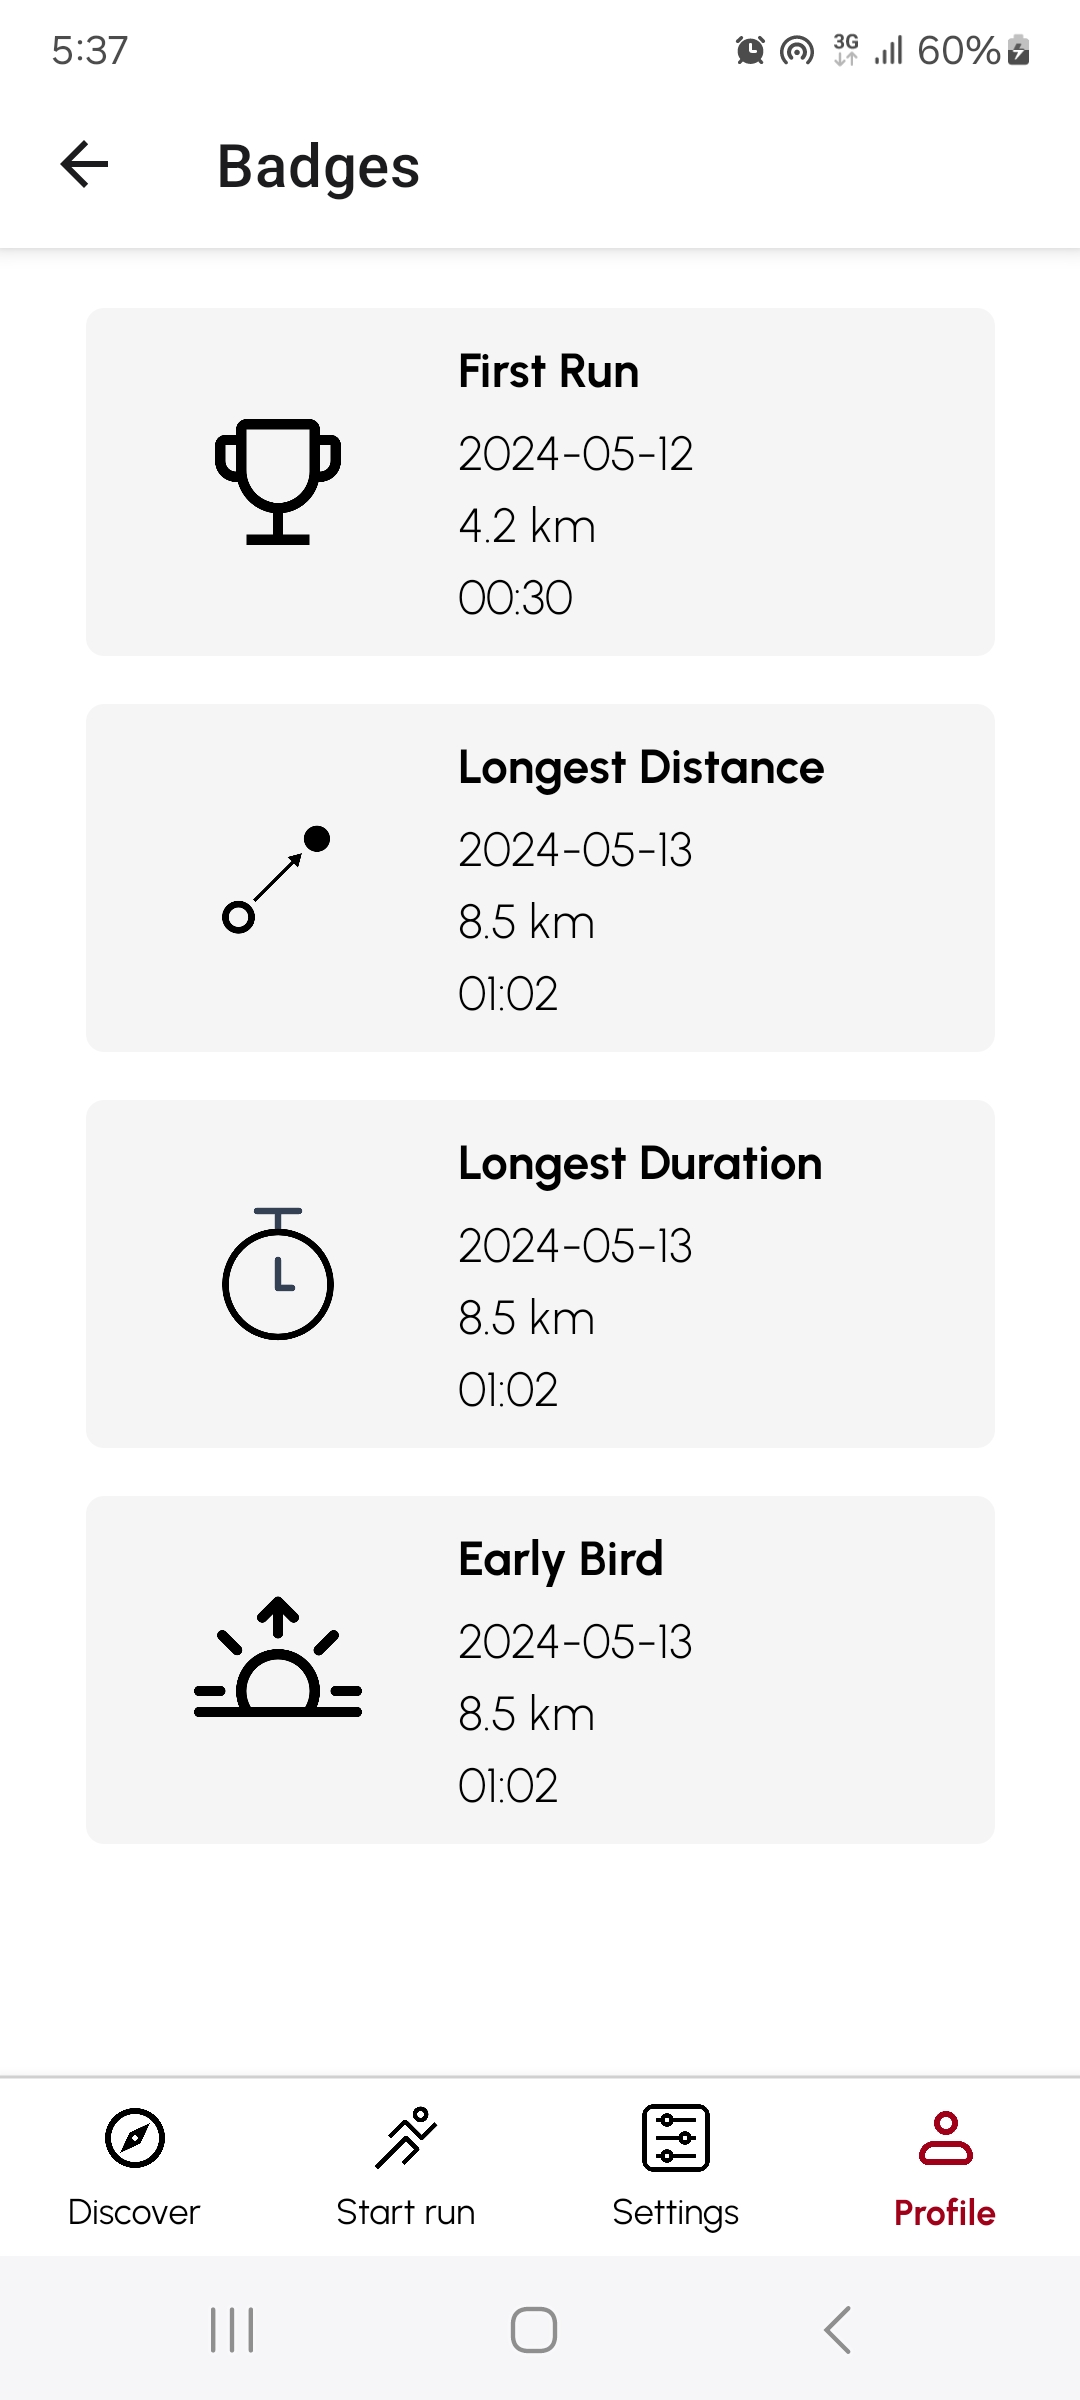 5:37
3G 60%
Badges
First Run
2024-05-12
4.2 km
00:30
Longest Distance
2024-05-13
8.5 km
01:02
Longest Duration
2024-05-13
8.5 km
01:02
Early Bird
2024-05-13
8.5 km
01:02
Discover Start run Settings Profile